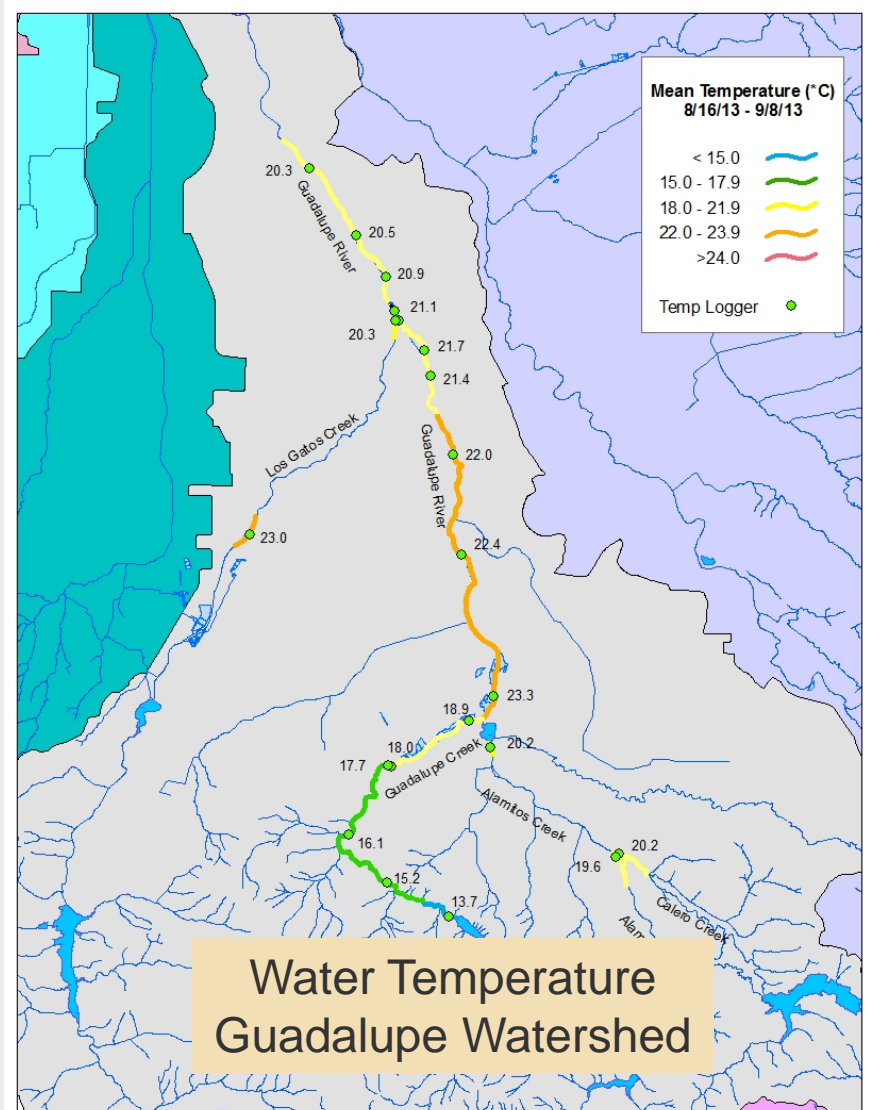 Mean Temperature (°C)
8/16/13 - 9/8/13
< 15.0
15.0 - 17.9
18.0 - 21.9
22.0 - 23.9
>24.0
Temp Logger
20.3
Guadalupe River
20.5
20.9
21.1
20.3
21.7
21.4
Los Gatos Creek
Guadalupe River
22.0
23.0
22.4
23.3
18.9
18.0
20.2
17.7
Guadalupe Creek
Alamitos Creek
16.1
20.2
19.6
15.2
13.7
Calero Creek
Alam
Water Temperature
Guadalupe Watershed